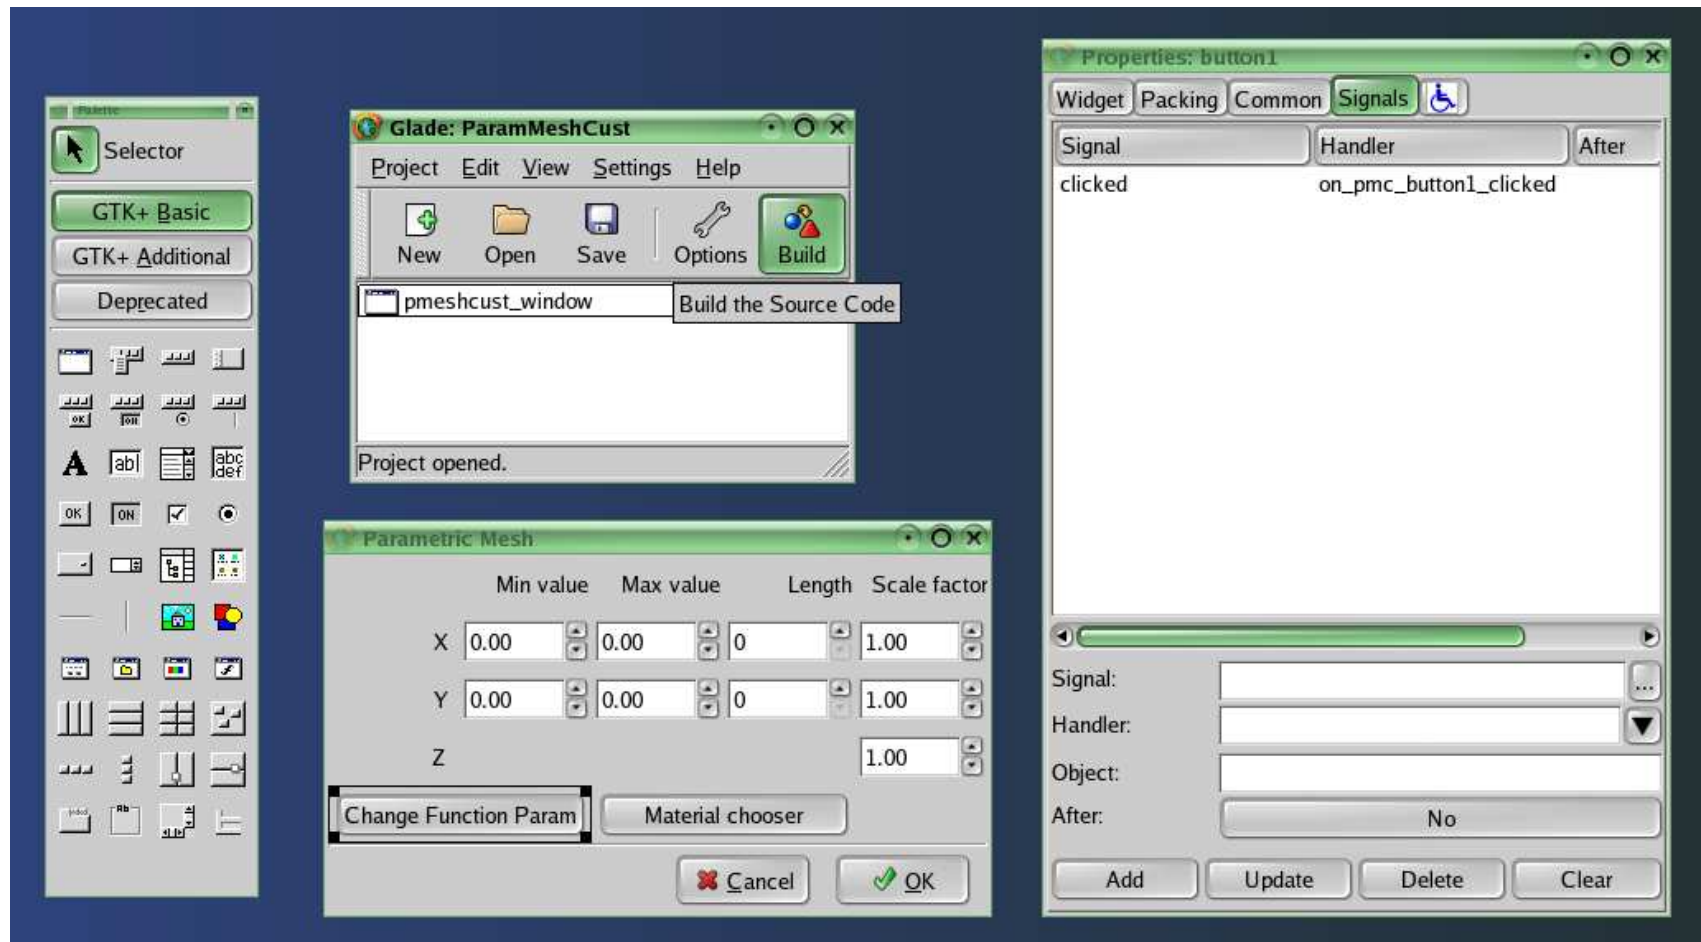 Palette
Selector
GTK+ Basic
GTK+ Additional
Deprecated
A ab| abc
def
OK ON
Glade: ParamMeshCust
Project Edit View Settings Help
New Open Save Options Build
pmeshcust_window
Build the Source Code
Project opened.
Parametric Mesh
Min value Max value Length Scale factor
X 0.00 0.00 0 1.00
Y 0.00 0.00 0 1.00
Z 1.00
Change Function Param Material chooser
Cancel OK
Properties: button1
Widget Packing Common Signals
Signal Handler After
clicked on_pmc_button1_clicked
Signal: ...
Handler:
Object:
After: No
Add Update Delete Clear